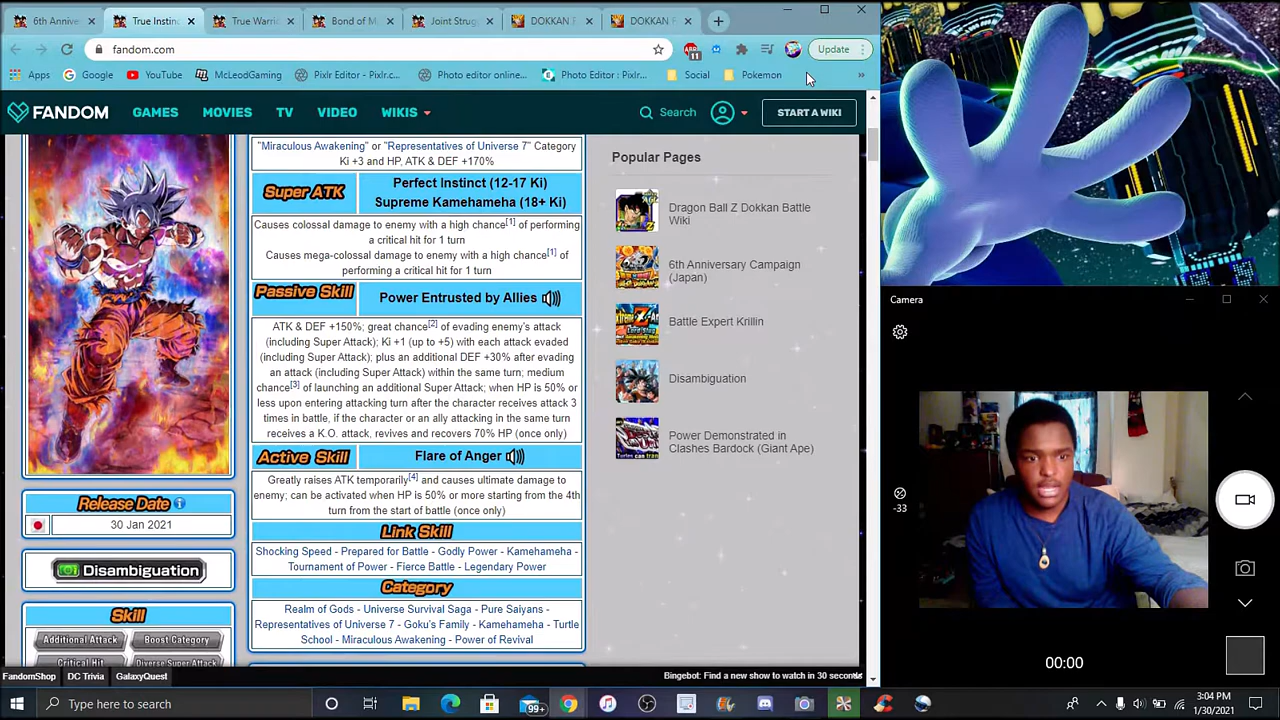 6th Anniver
True Instinc
True Warrio
Bond of M
Joint Strug
DOKKAN F
DOKKAN F
fandom.com
Update
Apps
Google
YouTube
McLeodGaming
Pixlr Editor - Pixlr.c...
Photo editor online...
Photo Editor : Pixlr...
Social
Pokemon
FANDOM
GAMES
MOVIES
TV
VIDEO
WIKIS
Search
START A WIKI
"Miraculous Awakening" or "Representatives of Universe 7" Category
Ki +3 and HP, ATK & DEF +170%
Super ATK
Perfect Instinct (12-17 Ki)
Supreme Kamehameha (18+ Ki)
Causes colossal damage to enemy with a high chance[1] of performing
a critical hit for 1 turn
Causes mega-colossal damage to enemy with a high chance[1] of
performing a critical hit for 1 turn
Passive Skill
Power Entrusted by Allies
ATK & DEF +150%; great chance[2] of evading enemy's attack
(including Super Attack); Ki +1 (up to +5) with each attack evaded
(including Super Attack); plus an additional DEF +30% after evading
an attack (including Super Attack) within the same turn; medium
chance[3] of launching an additional Super Attack; when HP is 50% or
less upon entering attacking turn after the character receives attack 3
times in battle, if the character or an ally attacking in the same turn
receives a K.O. attack, revives and recovers 70% HP (once only)
Active Skill
Flare of Anger
Greatly raises ATK temporarily[4] and causes ultimate damage to
enemy; can be activated when HP is 50% or more starting from the 4th
turn from the start of battle (once only)
Link Skill
Shocking Speed - Prepared for Battle - Godly Power - Kamehameha -
Tournament of Power - Fierce Battle - Legendary Power
Category
Realm of Gods - Universe Survival Saga - Pure Saiyans -
Representatives of Universe 7 - Goku's Family - Kamehameha - Turtle
School - Miraculous Awakening - Power of Revival
Release Date
30 Jan 2021
Disambiguation
Skill
Additional Attack
Boost Category
Critical Hit
Diverse Super Attack
Popular Pages
Dragon Ball Z Dokkan Battle
Wiki
6th Anniversary Campaign
(Japan)
Battle Expert Krillin
Disambiguation
Power Demonstrated in
Clashes Bardock (Giant Ape)
FandomShop
DC Trivia
GalaxyQuest
Bingebot: Find a new show to watch in 30 seconds
Camera
-33
00:00
Type here to search
99+
3:04 PM
1/30/2021